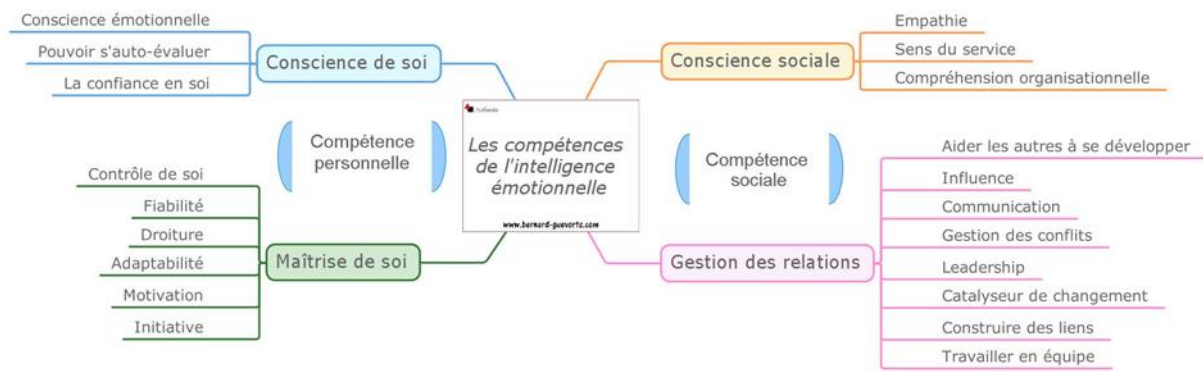 Conscience émotionnelle
Pouvoir s'auto-évaluer
La confiance en soi
Conscience de soi
Compétence
personnelle
Contrôle de soi
Fiabilité
Droiture
Adaptabilité
Motivation
Initiative
Maîtrise de soi
Les compétences
de l'intelligence
émotionnelle
www.bernard-guevorts.com
Conscience sociale
Empathie
Sens du service
Compréhension organisationnelle
Compétence
sociale
Gestion des relations
Aider les autres à se développer
Influence
Communication
Gestion des conflits
Leadership
Catalyseur de changement
Construire des liens
Travailler en équipe